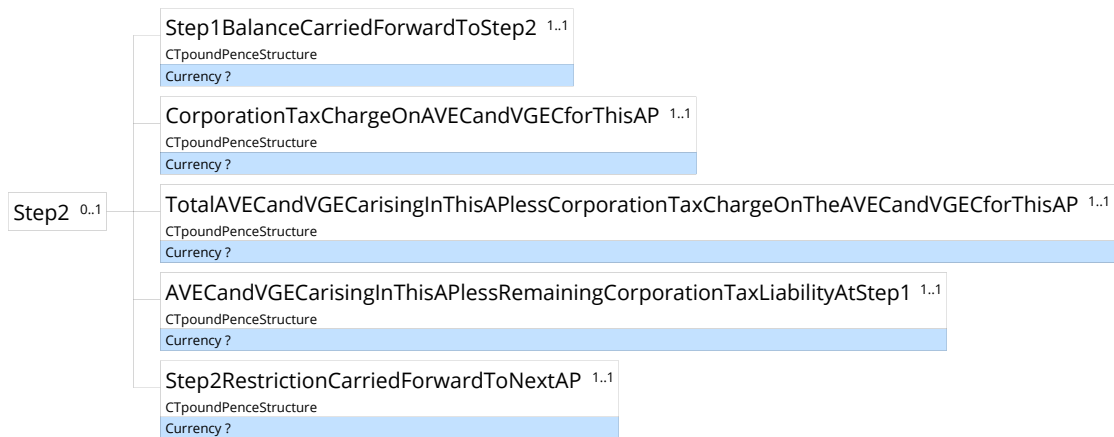 Step1BalanceCarriedForwardToStep2 1..1
CTpoundPenceStructure
Currency ?
CorporationTaxChargeOnAVECandVGECforThisAP 1..1
CTpoundPenceStructure
Currency ?
Step2 0..1
TotalAVECandVGECarisingInThisAPlessCorporationTaxChargeOnTheAVECandVGECforThisAP 1..1
CTpoundPenceStructure
Currency ?
AVECandVGECarisingInThisAPlessRemainingCorporationTaxLiabilityAtStep1 1..1
CTpoundPenceStructure
Currency ?
Step2RestrictionCarriedForwardToNextAP 1..1
CTpoundPenceStructure
Currency ?